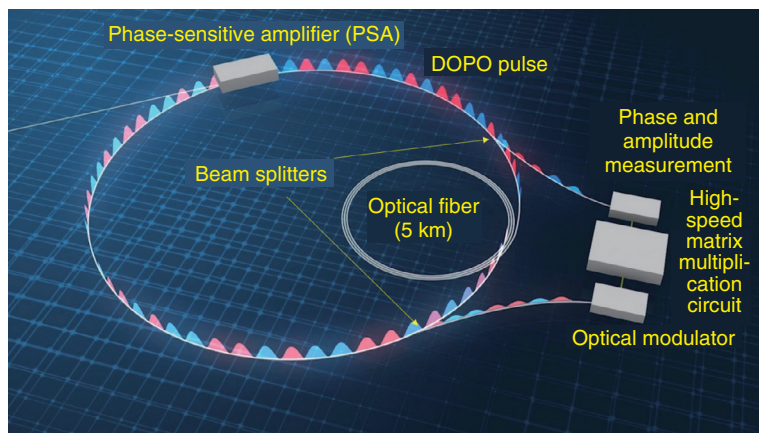 Phase-sensitive amplifier (PSA)
DOPO pulse
Phase and
amplitude
measurement
Beam splitters
Optical fiber
(5 km)
High-
speed
matrix
multipli-
cation
circuit
Optical modulator